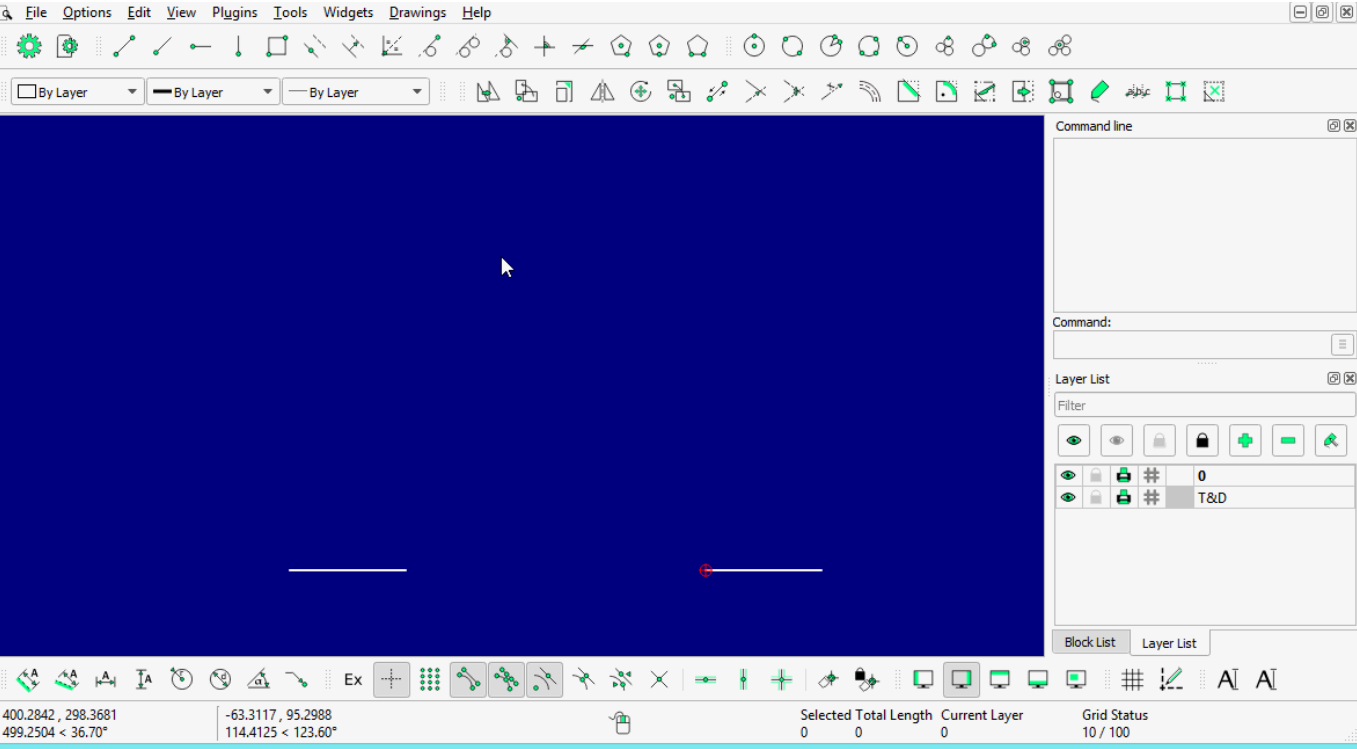 File Options Edit View Plugins Tools Widgets Drawings Help
By Layer By Layer By Layer
Command line
Command:
Layer List
Filter
0
T&D
Block List Layer List
Ex
400.2842 , 298.3681
499.2504 < 36.70°
-63.3117 , 95.2988
114.4125 < 123.60°
Selected Total Length Current Layer Grid Status
0 0 0 10 / 100